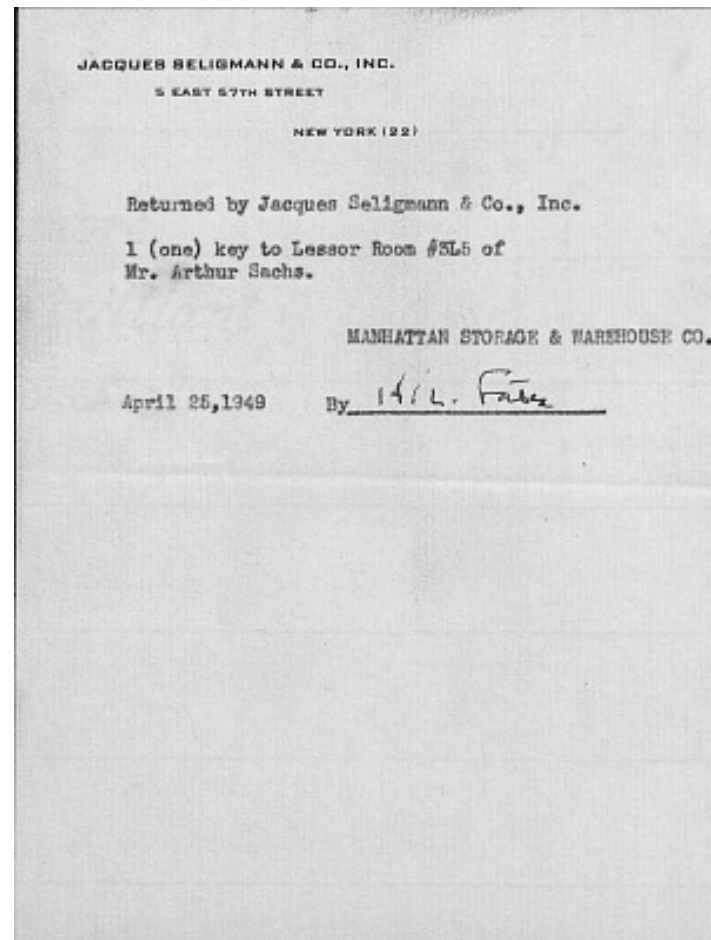 JACQUES SELIGMANN & CO., INC.
5 EAST 57TH STREET
NEW YORK (22)
Returned by Jacques Seligmann & Co., Inc.
1 (one) key to Lessor Room #3L5 of
Mr. Arthur Sachs.
MANHATTAN STORAGE & WAREHOUSE CO.
April 25,1949 By